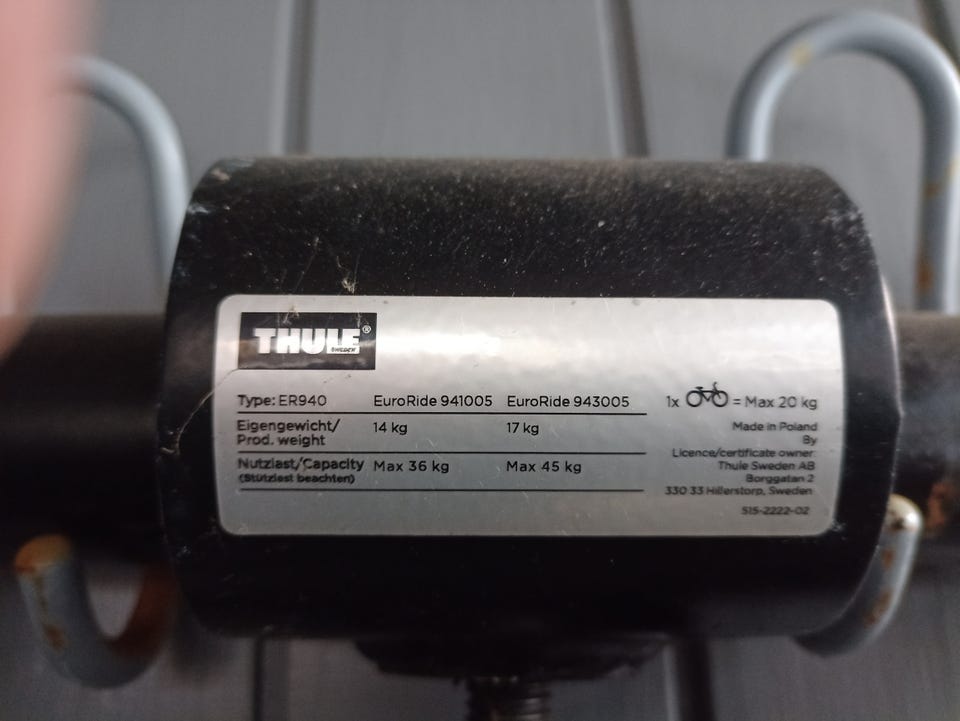 THULE®
SWEDEN
Type: ER940 EuroRide 941005 EuroRide 943005
Eigengewicht/
Prod. weight 14 kg 17 kg
Nutzlast/Capacity Max 36 kg Max 45 kg
(Stützlast beachten)
1x = Max 20 kg
Made in Poland
By
Licence/certificate owner:
Thule Sweden AB
Borggatan 2
330 33 Hillerstorp, Sweden
515-2222-02